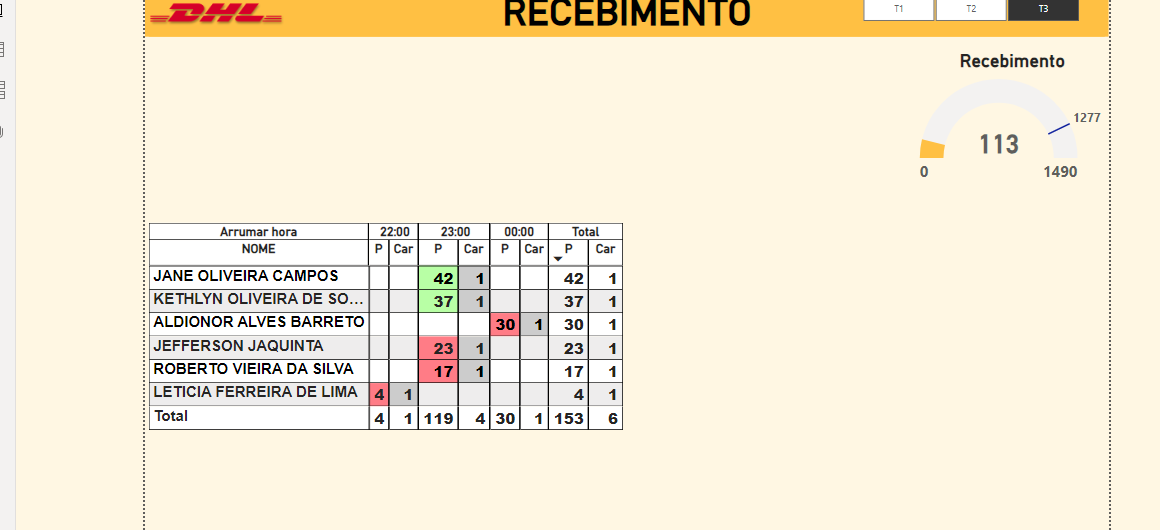 DHL
RECEBIMENTO
T1 T2 T3
Recebimento
1277
113
0 1490
Arrumar hora 22:00 23:00 00:00 Total
NOME P Car P Car P Car P Car
JANE OLIVEIRA CAMPOS 42 1 42 1
KETHLYN OLIVEIRA DE SO... 37 1 37 1
ALDIONOR ALVES BARRETO 30 1 30 1
JEFFERSON JAQUINTA 23 1 23 1
ROBERTO VIEIRA DA SILVA 17 1 17 1
LETICIA FERREIRA DE LIMA 4 1 4 1
Total 4 1 119 4 30 1 153 6